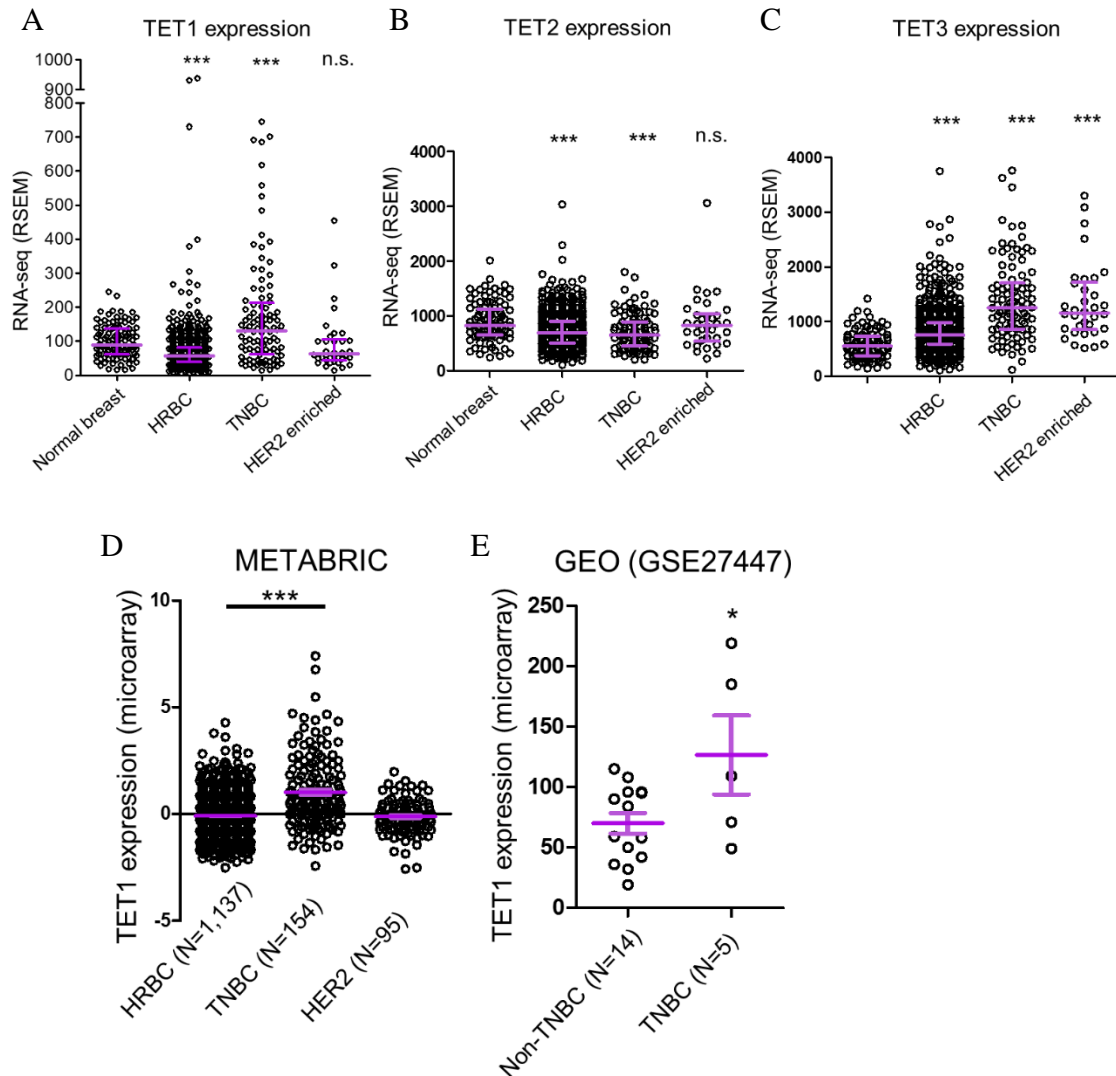 A
TET1 expression
*** *** n.s.
RNA-seq (RSEM)
1000
900
800
700
600
500
400
300
200
100
0
Normal breast
HRBC
TNBC
HER2 enriched
B
TET2 expression
*** *** n.s.
RNA-seq (RSEM)
4000
3000
2000
1000
0
Normal breast
HRBC
TNBC
HER2 enriched
C
TET3 expression
*** *** ***
RNA-seq (RSEM)
4000
3000
2000
1000
0
HRBC
TNBC
HER2 enriched
D
METABRIC
***
TET1 expression (microarray)
10
5
0
-5
HRBC (N=1,137)
TNBC (N=154)
HER2 (N=95)
E
GEO (GSE27447)
*
TET1 expression (microarray)
250
200
150
100
50
0
Non-TNBC (N=14)
TNBC (N=5)